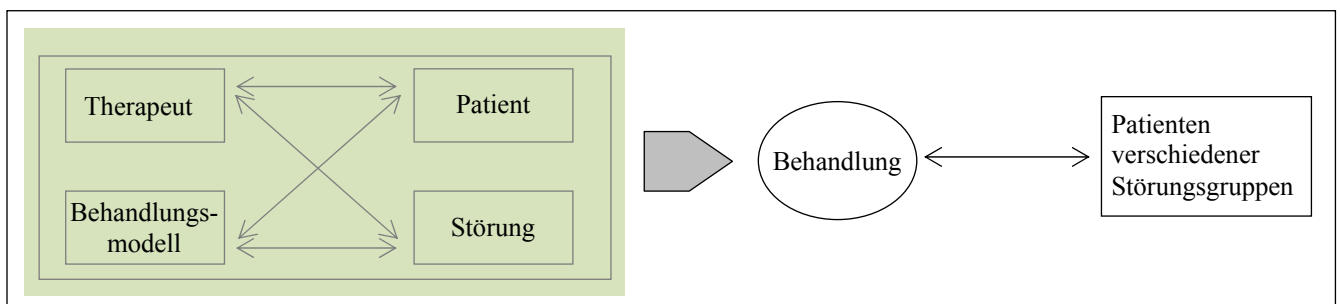 Therapeut
Patient
Behandlungs-
modell
Störung
Behandlung
Patienten
verschiedener
Störungsgruppen